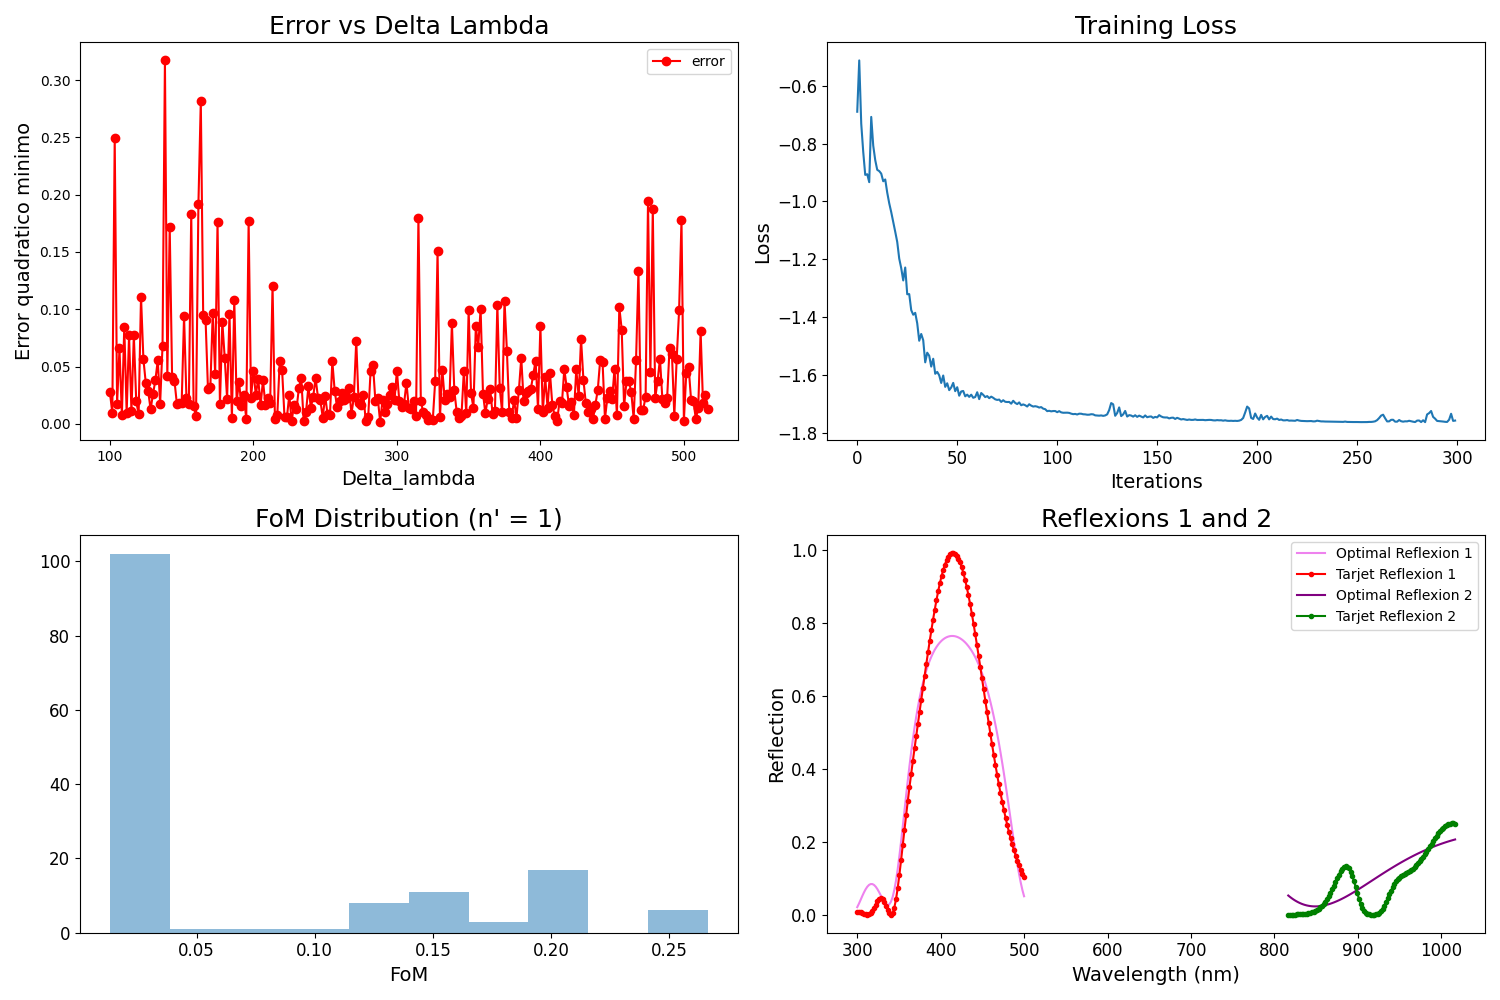 Error vs Delta Lambda
error
Error quadratico minimo
0.30
0.25
0.20
0.15
0.10
0.05
0.00
100 200 300 400 500
Delta_lambda
Training Loss
Loss
−0.6
−0.8
−1.0
−1.2
−1.4
−1.6
−1.8
0 50 100 150 200 250 300
Iterations
FoM Distribution (n' = 1)
100
80
60
40
20
0
0.05 0.10 0.15 0.20 0.25
FoM
Reflexions 1 and 2
Optimal Reflexion 1
Tarjet Reflexion 1
Optimal Reflexion 2
Tarjet Reflexion 2
Reflection
1.0
0.8
0.6
0.4
0.2
0.0
300 400 500 600 700 800 900 1000
Wavelength (nm)